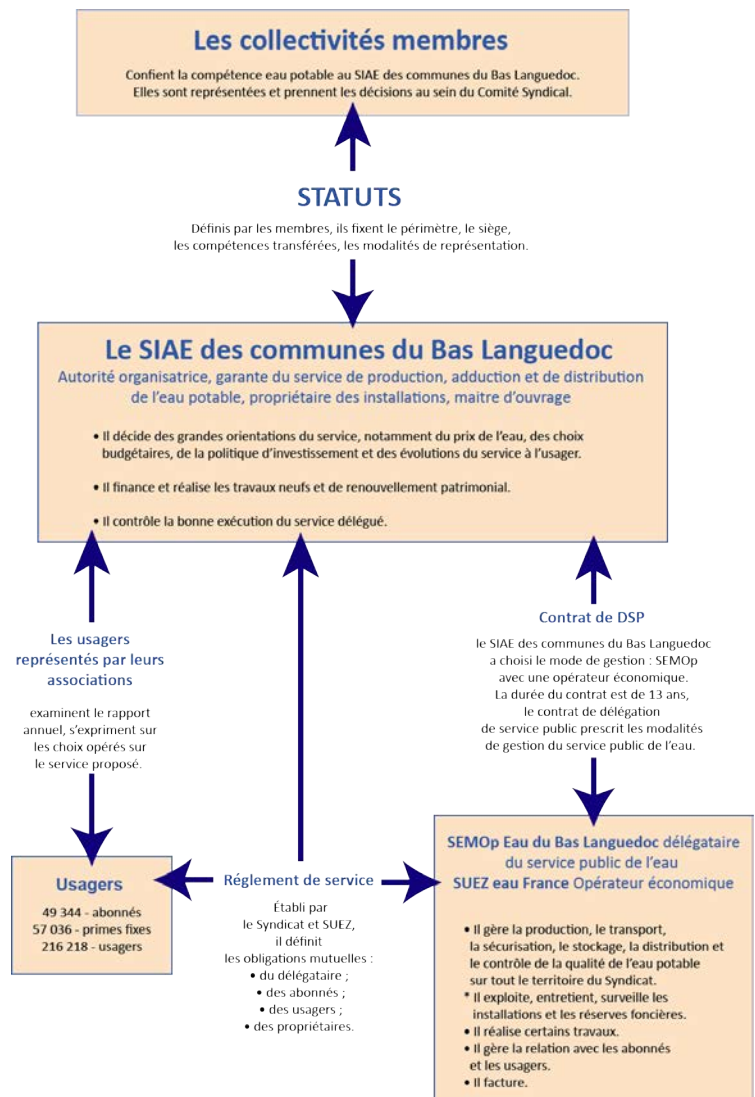 Les collectivités membres
Confient la compétence eau potable au SIAE des communes du Bas Languedoc.
Elles sont représentées et prennent les décisions au sein du Comité Syndical.
STATUTS
Définis par les membres, ils fixent le périmètre, le siège,
les compétences transférées, les modalités de représentation.
Le SIAE des communes du Bas Languedoc
Autorité organisatrice, garante du service de production, adduction et de distribution
de l'eau potable, propriétaire des installations, maitre d'ouvrage
• Il décide des grandes orientations du service, notamment du prix de l'eau, des choix
budgétaires, de la politique d'investissement et des évolutions du service à l'usager.
• Il finance et réalise les travaux neufs et de renouvellement patrimonial.
• Il contrôle la bonne exécution du service délégué.
Les usagers
représentés par leurs
associations
examinent le rapport
annuel, s'expriment sur
les choix opérés sur
le service proposé.
Contrat de DSP
le SIAE des communes du Bas Languedoc
a choisi le mode de gestion : SEMOp
avec une opérateur économique.
La durée du contrat est de 13 ans,
le contrat de délégation
de service public prescrit les modalités
de gestion du service public de l'eau.
Usagers
49 344 - abonnés
57 036 - primes fixes
216 218 - usagers
Réglement de service
Établi par
le Syndicat et SUEZ,
il définit
les obligations mutuelles :
• du délégataire ;
• des abonnés ;
• des usagers ;
• des propriétaires.
SEMOp Eau du Bas Languedoc délégataire
du service public de l'eau
SUEZ eau France Opérateur économique
• Il gère la production, le transport,
la sécurisation, le stockage, la distribution et
le contrôle de la qualité de l'eau potable
sur tout le territoire du Syndicat.
* Il exploite, entretient, surveille les
installations et les réserves foncières.
• Il réalise certains travaux.
• Il gère la relation avec les abonnés
et les usagers.
• Il facture.